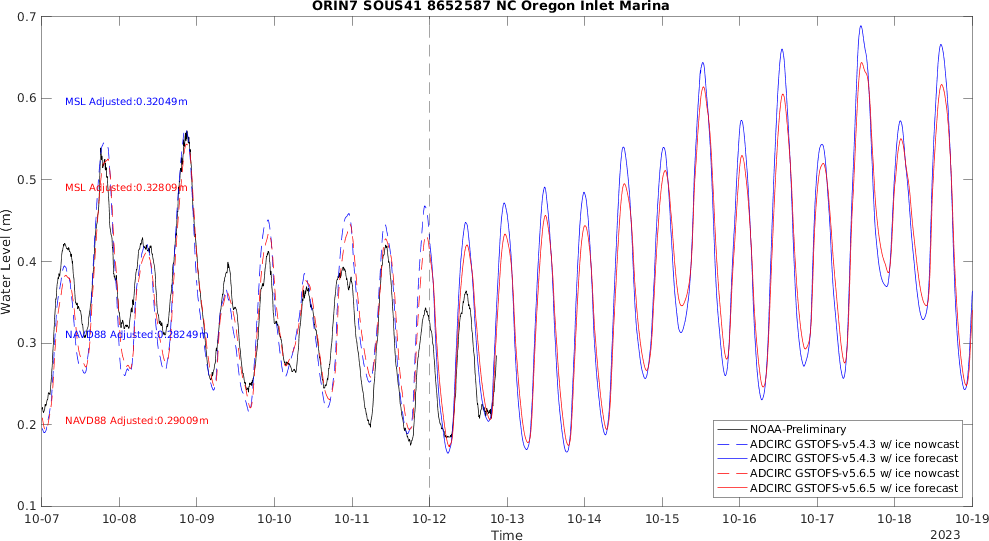 ORIN7 SOUS41 8652587 NC Oregon Inlet Marina
0.7
0.6
0.5
0.4
0.3
0.2
0.1
Water Level (m)
MSL Adjusted:0.32049m
MSL Adjusted:0.32809m
NAVD88 Adjusted:0.28249m
NAVD88 Adjusted:0.29009m
NOAA-Preliminary
ADCIRC GSTOFS-v5.4.3 w/ ice nowcast
ADCIRC GSTOFS-v5.4.3 w/ ice forecast
ADCIRC GSTOFS-v5.6.5 w/ ice nowcast
ADCIRC GSTOFS-v5.6.5 w/ ice forecast
10-07 10-08 10-09 10-10 10-11 10-12 10-13 10-14 10-15 10-16 10-17 10-18 10-19
Time
2023